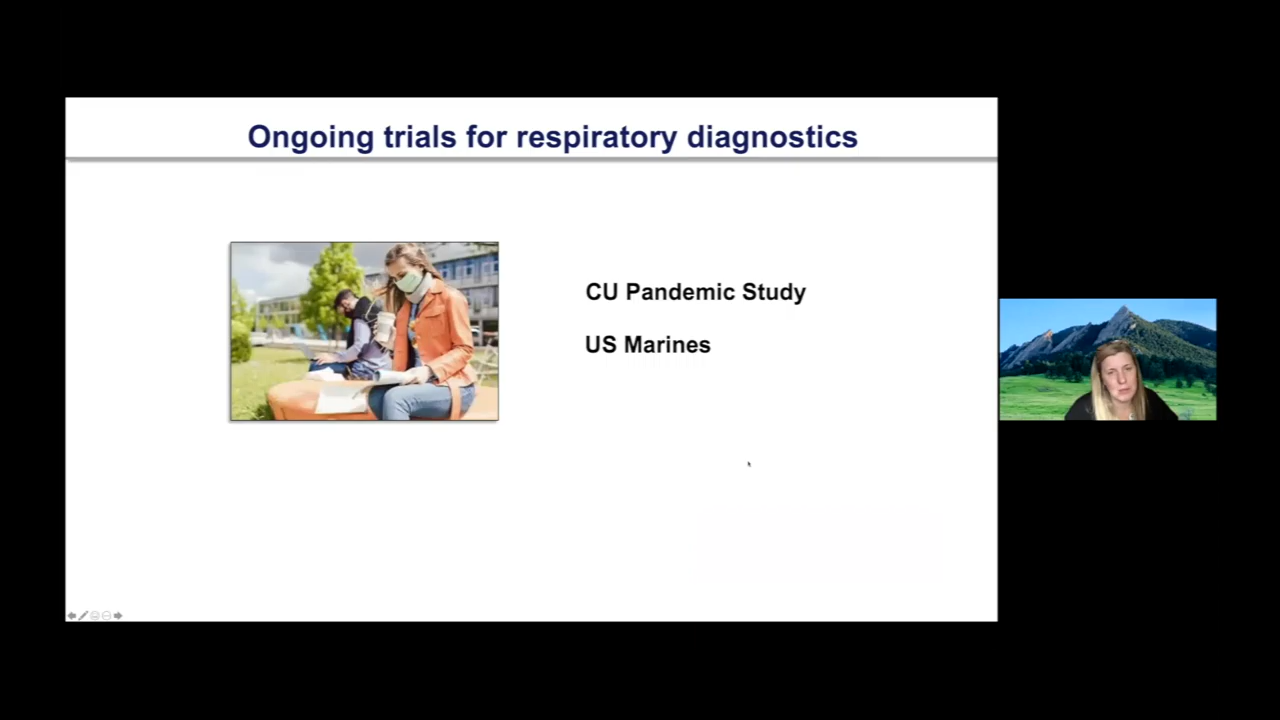 Ongoing trials for respiratory diagnostics
CU Pandemic Study
US Marines